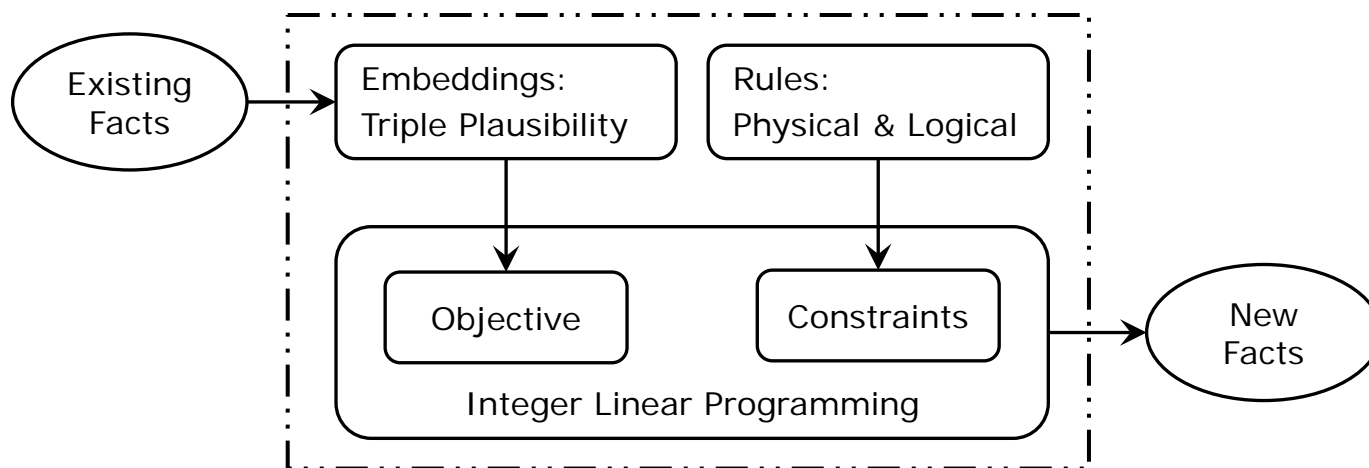 Existing
Facts
Embeddings:
Triple Plausibility
Rules:
Physical & Logical
Objective
Constraints
Integer Linear Programming
New
Facts